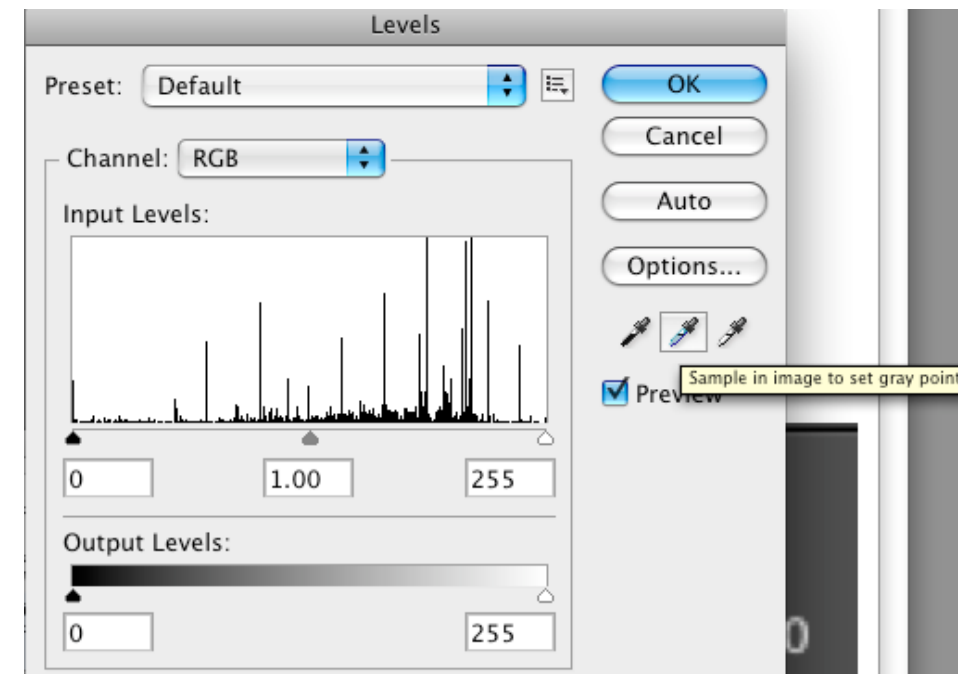 Levels
Preset: Default
OK
Cancel
Channel: RGB
Auto
Input Levels:
Options...
Sample in image to set gray point
Preview
0 1.00 255
Output Levels:
0 255
0